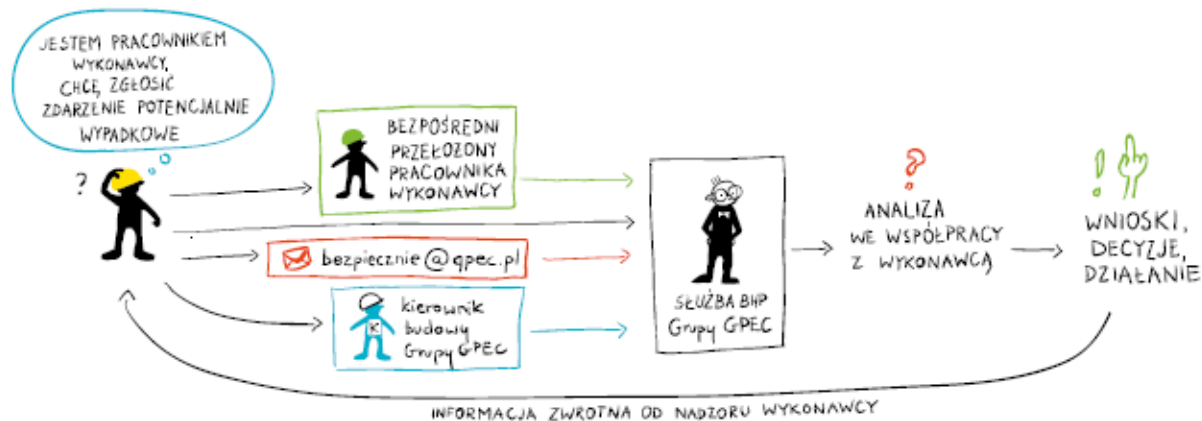 JESTEM PRACOWNIKIEM
WYKONAWCY,
CHCĘ ZGŁOSIĆ
ZDARZENIE POTENCJALNIE
WYPADKOWE
?
BEZPOŚREDNI
PRZEŁOŻONY
PRACOWNIKA
WYKONAWCY
bezpiecznie@gpec.pl
K
kierownik
budowy
Grupy GPEC
SŁUŻBA BHP
Grupy GPEC
?
ANALIZA
WE WSPÓŁPRACY
Z WYKONAWCĄ
!
WNIOSKI,
DECYZJE,
DZIAŁANIE
INFORMACJA ZWROTNA OD NADZORU WYKONAWCY